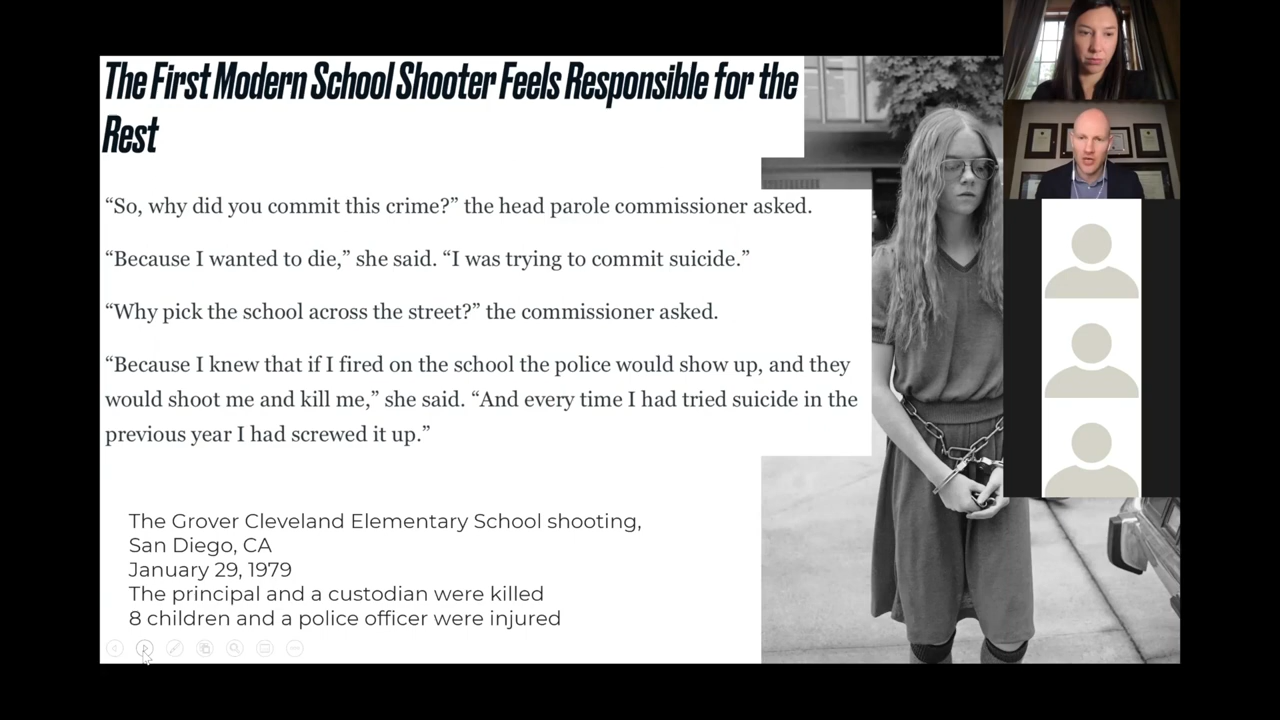 The First Modern School Shooter Feels Responsible for the
Rest
“So, why did you commit this crime?” the head parole commissioner asked.
“Because I wanted to die,” she said. “I was trying to commit suicide.”
“Why pick the school across the street?” the commissioner asked.
“Because I knew that if I fired on the school the police would show up, and they
would shoot me and kill me,” she said. “And every time I had tried suicide in the
previous year I had screwed it up.”
The Grover Cleveland Elementary School shooting,
San Diego, CA
January 29, 1979
The principal and a custodian were killed
8 children and a police officer were injured